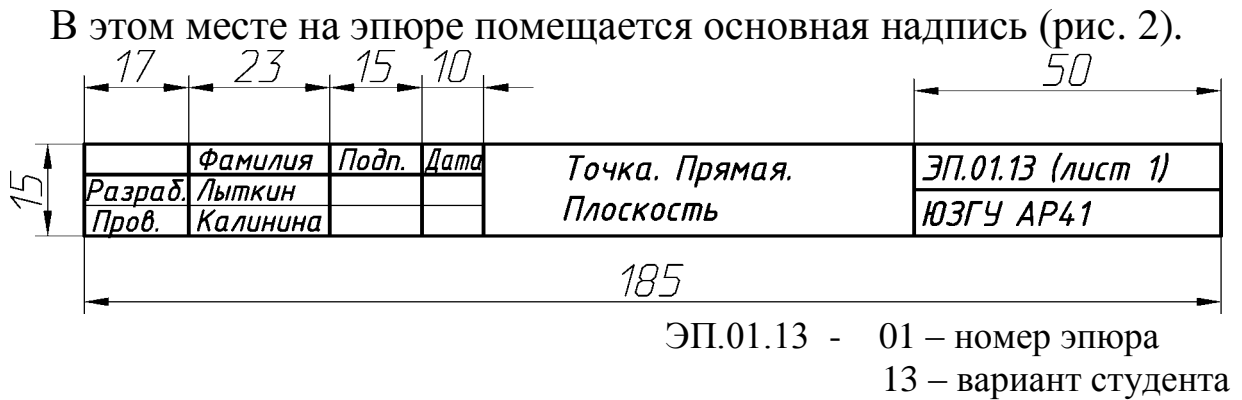 В этом месте на эпюре помещается основная надпись (рис. 2).
17 23 15 10 50
15
Фамилия Подп. Дата
Разраб. Лыткин
Пров. Калинина
Точка. Прямая.
Плоскость
ЭП.01.13 (лист 1)
ЮЗГУ АР41
185
ЭП.01.13 - 01 – номер эпюра
13 – вариант студента